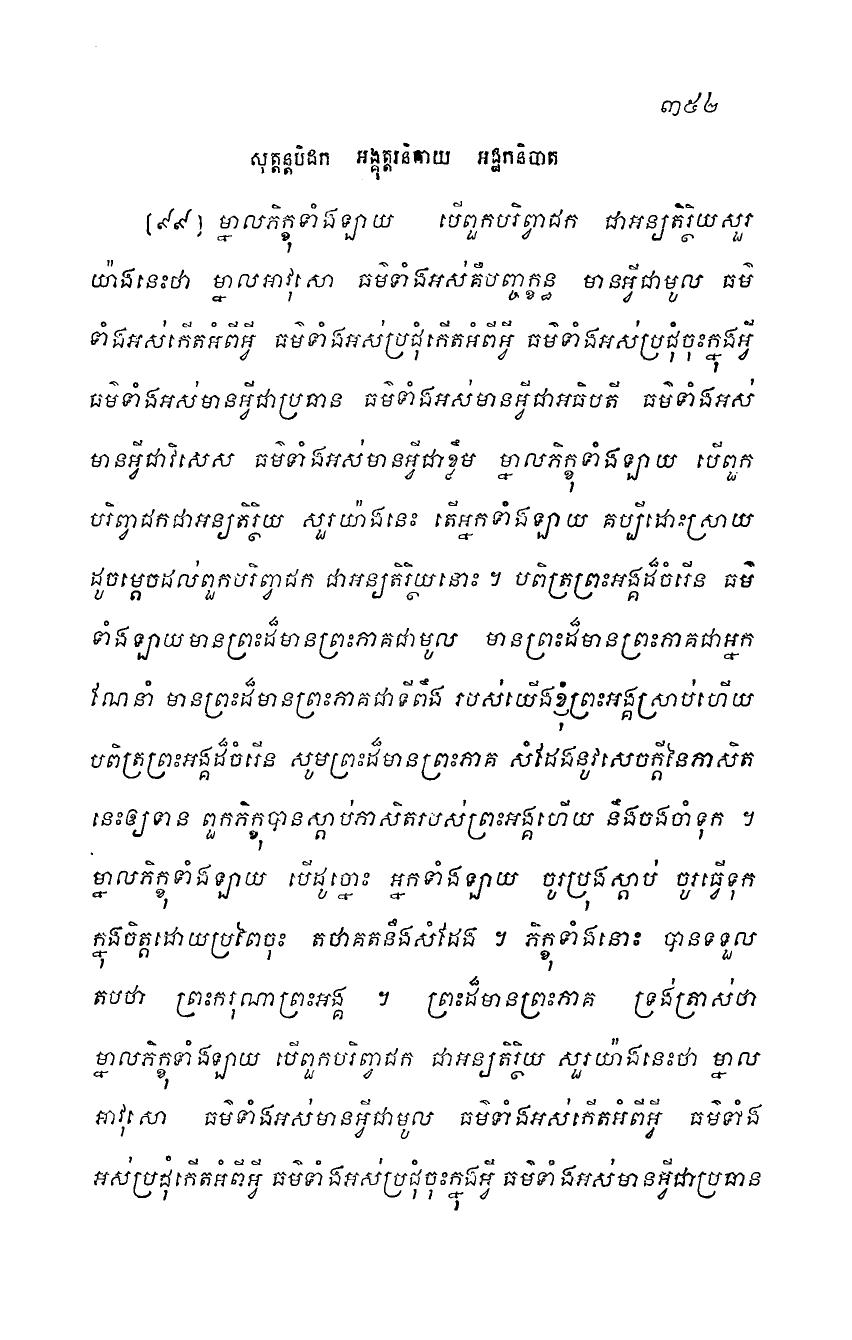 ៣៥២
សុត្តន្តបិដក អង្គុត្តរនិកាយ អដ្ឋកនិបាត
[៩៩] ម្នាលភិក្ខុទាំងឡាយ បើពួកបរិព្វាជក ជាអន្យតិរ្ថិយសួរ
យ៉ាងនេះថា ម្នាលអាវុសោ ធម៌ទាំងអស់គឺបញ្ចក្ខន្ធ មានអ្វីជាមូល ធម៌
ទាំងអស់កើតអំពីអ្វី ធម៌ទាំងអស់ប្រជុំកើតអំពីអ្វី ធម៌ទាំងអស់ប្រជុំចុះក្នុងអ្វី
ធម៌ទាំងអស់មានអ្វីជាប្រធាន ធម៌ទាំងអស់មានអ្វីជាអធិបតី ធម៌ទាំងអស់
មានអ្វីជាវិសេស ធម៌ទាំងអស់មានអ្វីជាខ្លឹម ម្នាលភិក្ខុទាំងឡាយ បើពួក
បរិព្វាជកជាអន្យតិរ្ថិយ សួរយ៉ាងនេះ តើអ្នកទាំងឡាយ គប្បីដោះស្រាយ
ដូចម្តេចដល់ពួកបរិព្វាជក ជាអន្យតិរ្ថិយនោះ ។ បពិត្រព្រះអង្គដ៏ចំរើន ធម៌
ទាំងឡាយមានព្រះដ៏មានព្រះភាគជាមូល មានព្រះដ៏មានព្រះភាគជាអ្នក
ណែនាំ មានព្រះដ៏មានព្រះភាគជាទីពឹង របស់យើងខ្ញុំព្រះអង្គស្រាប់ហើយ
បពិត្រព្រះអង្គដ៏ចំរើន សូមព្រះដ៏មានព្រះភាគ សំដែងនូវសេចក្តីនៃភាសិត
នេះឲ្យទាន ពួកភិក្ខុបានស្តាប់ភាសិតរបស់ព្រះអង្គហើយ នឹងចងចាំទុក ។
ម្នាលភិក្ខុទាំងឡាយ បើដូច្នោះ អ្នកទាំងឡាយ ចូរប្រុងស្តាប់ ចូរធ្វើទុក
ក្នុងចិត្តដោយប្រពៃចុះ តថាគតនឹងសំដែង ។ ភិក្ខុទាំងនោះ បានទទួល
តបថា ព្រះករុណាព្រះអង្គ ។ ព្រះដ៏មានព្រះភាគ ទ្រង់ត្រាស់ថា
ម្នាលភិក្ខុទាំងឡាយ បើពួកបរិព្វាជក ជាអន្យតិរ្ថិយ សួរយ៉ាងនេះថា ម្នាល
អាវុសោ ធម៌ទាំងអស់មានអ្វីជាមូល ធម៌ទាំងអស់កើតអំពីអ្វី ធម៌ទាំង
អស់ប្រជុំកើតអំពីអ្វី ធម៌ទាំងអស់ប្រជុំចុះក្នុងអ្វី ធម៌ទាំងអស់មានអ្វីជាប្រធាន